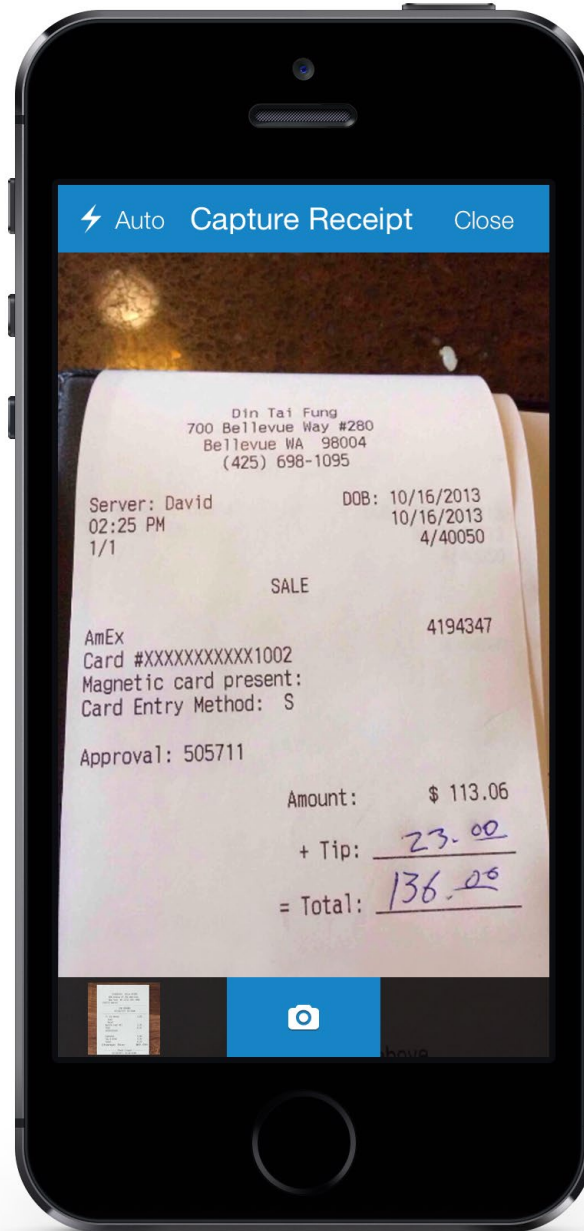 Auto Capture Receipt Close
Din Tai Fung
700 Bellevue Way #280
Bellevue WA 98004
(425) 698-1095
Server: David DOB: 10/16/2013
02:25 PM 10/16/2013
1/1 4/40050
SALE
AmEx 4194347
Card #XXXXXXXXXXX1002
Magnetic card present:
Card Entry Method: S
Approval: 505711
Amount: $ 113.06
+ Tip: 23.00
= Total: 136.06
above